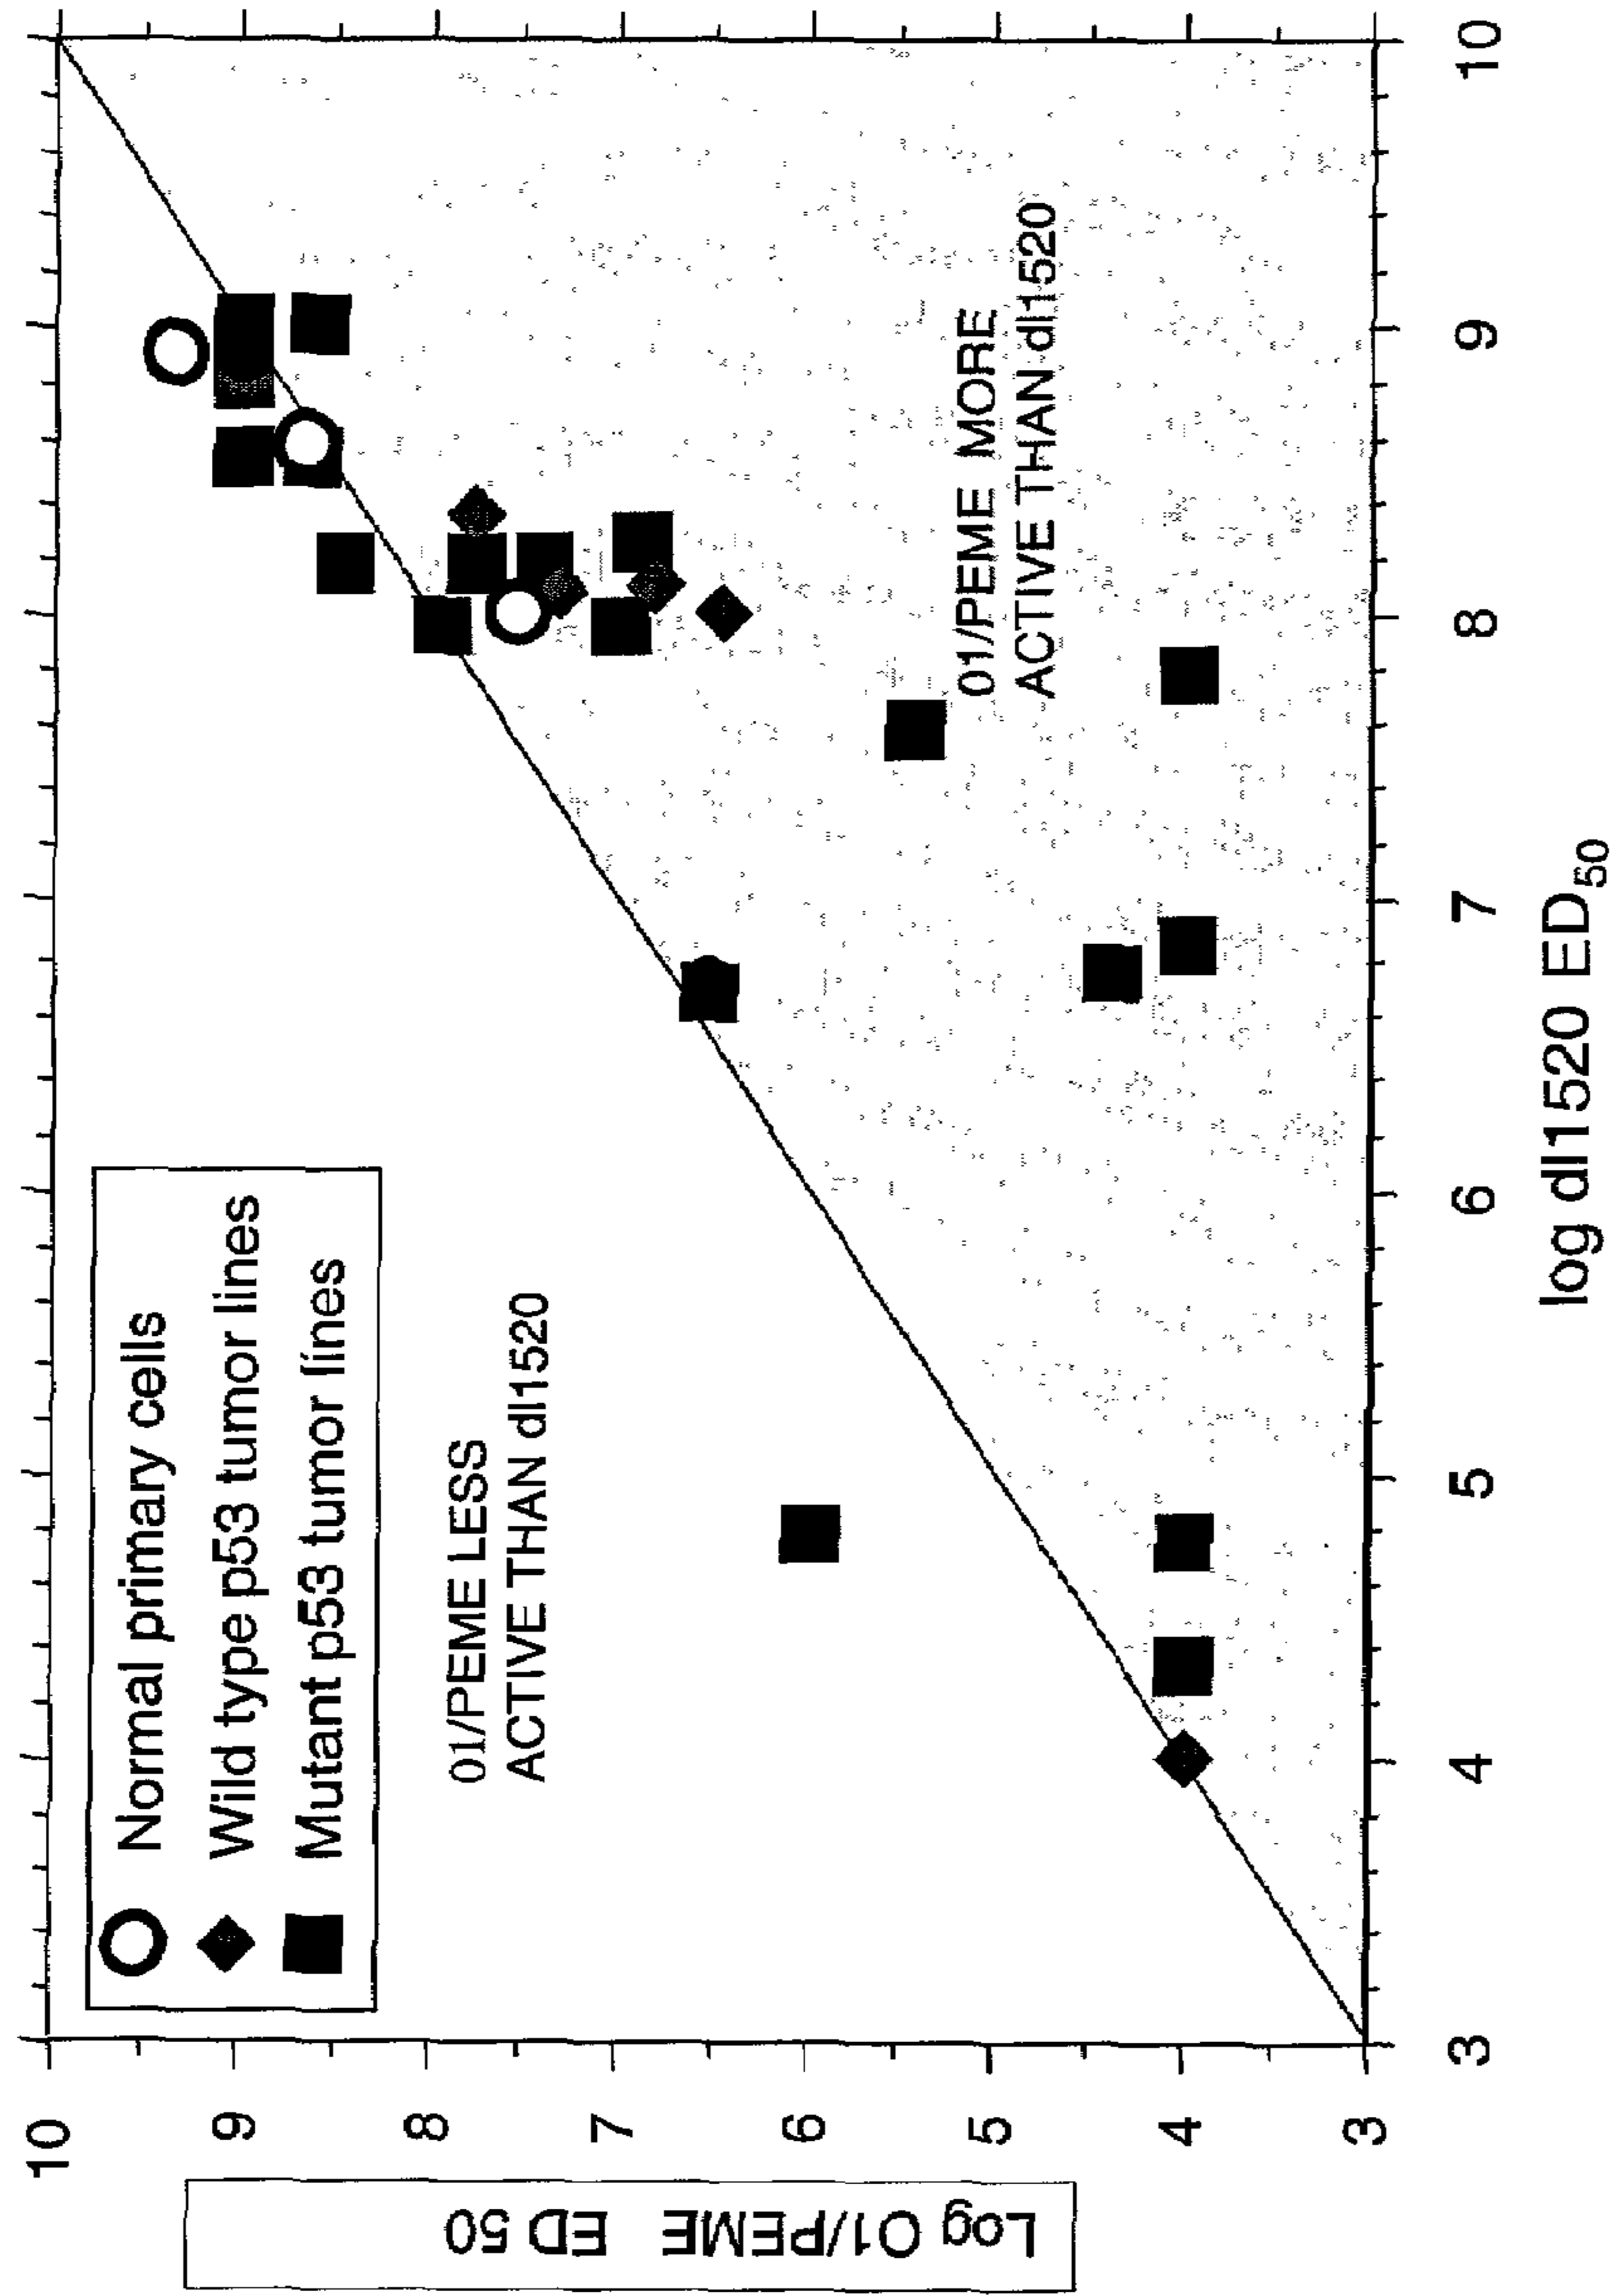 Normal primary cells
Wild type p53 tumor lines
Mutant p53 tumor lines
01/PEME LESS
ACTIVE THAN dl1520
01/PEME MORE
ACTIVE THAN dl1520
Log O1/PEME ED 50
10
9
8
7
6
5
4
3
3 4 5 6 7 8 9 10
log dl1520 ED50